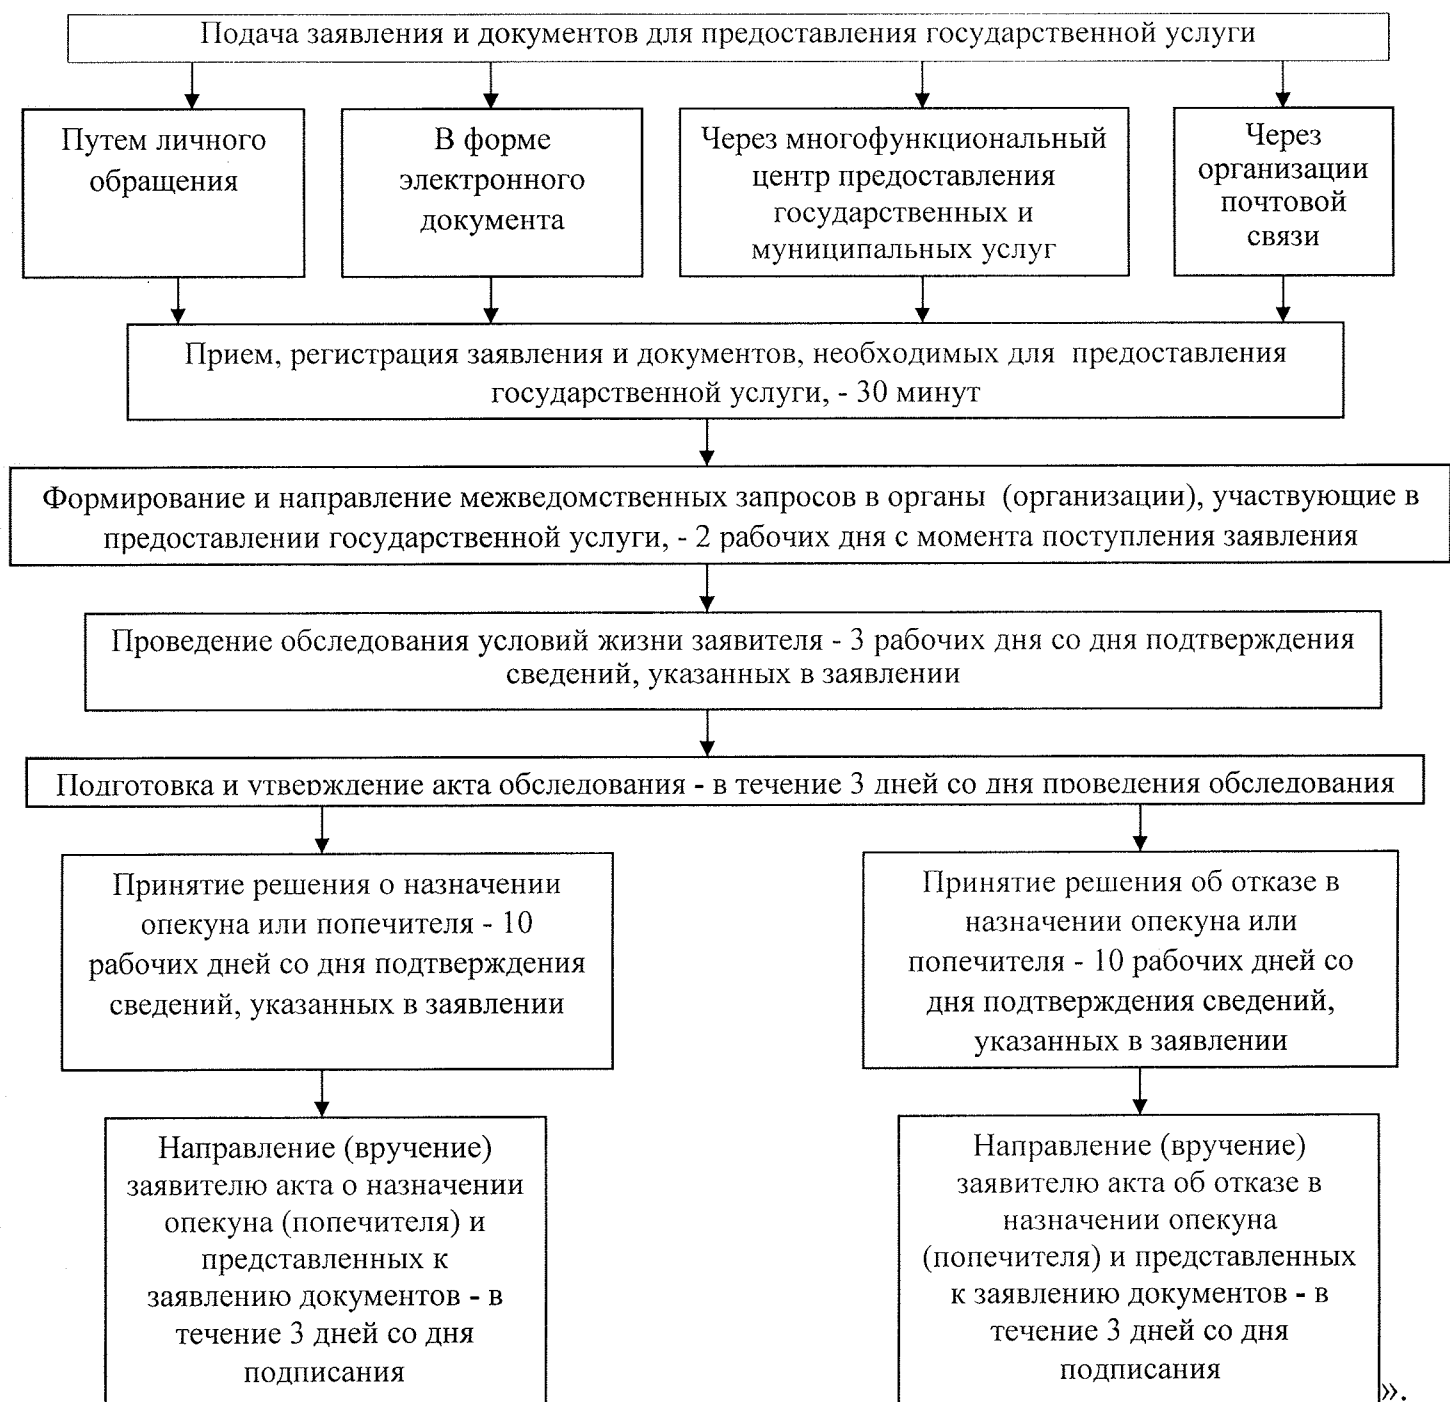 Подача заявления и документов для предоставления государственной услуги
Путем личного
обращения
В форме
электронного
документа
Через многофункциональный
центр предоставления
государственных и
муниципальных услуг
Через
организации
почтовой
связи
Прием, регистрация заявления и документов, необходимых для предоставления
государственной услуги, - 30 минут
Формирование и направление межведомственных запросов в органы (организации), участвующие в
предоставлении государственной услуги, - 2 рабочих дня с момента поступления заявления
Проведение обследования условий жизни заявителя - 3 рабочих дня со дня подтверждения
сведений, указанных в заявлении
Подготовка и утверждение акта обследования - в течение 3 дней со дня проведения обследования
Принятие решения о назначении
опекуна или попечителя - 10
рабочих дней со дня подтверждения
сведений, указанных в заявлении
Принятие решения об отказе в
назначении опекуна или
попечителя - 10 рабочих дней со
дня подтверждения сведений,
указанных в заявлении
Направление (вручение)
заявителю акта о назначении
опекуна (попечителя) и
представленных к
заявлению документов - в
течение 3 дней со дня
подписания
Направление (вручение)
заявителю акта об отказе в
назначении опекуна
(попечителя) и представленных
к заявлению документов - в
течение 3 дней со дня
подписания
».